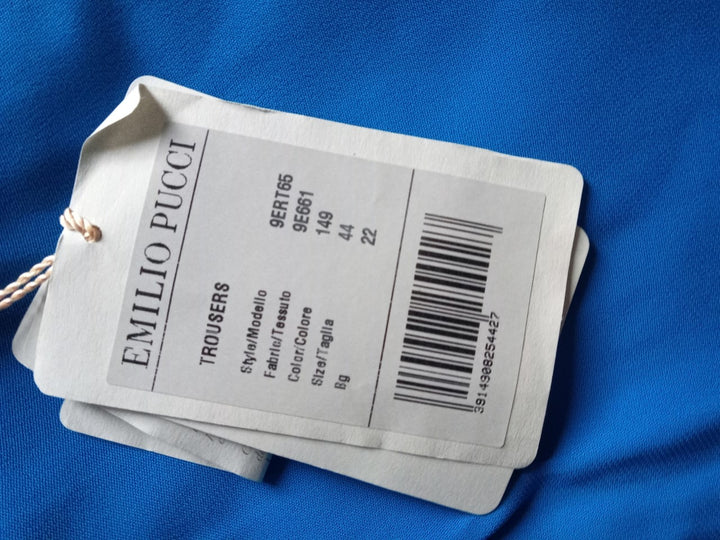 EMILIO PUCCI
TROUSERS
Style/Modello 9ERT65
Fabric/Tessuto 9E661
Color/Colore 149
Size/Taglia 44
Bg 22
3914908254427